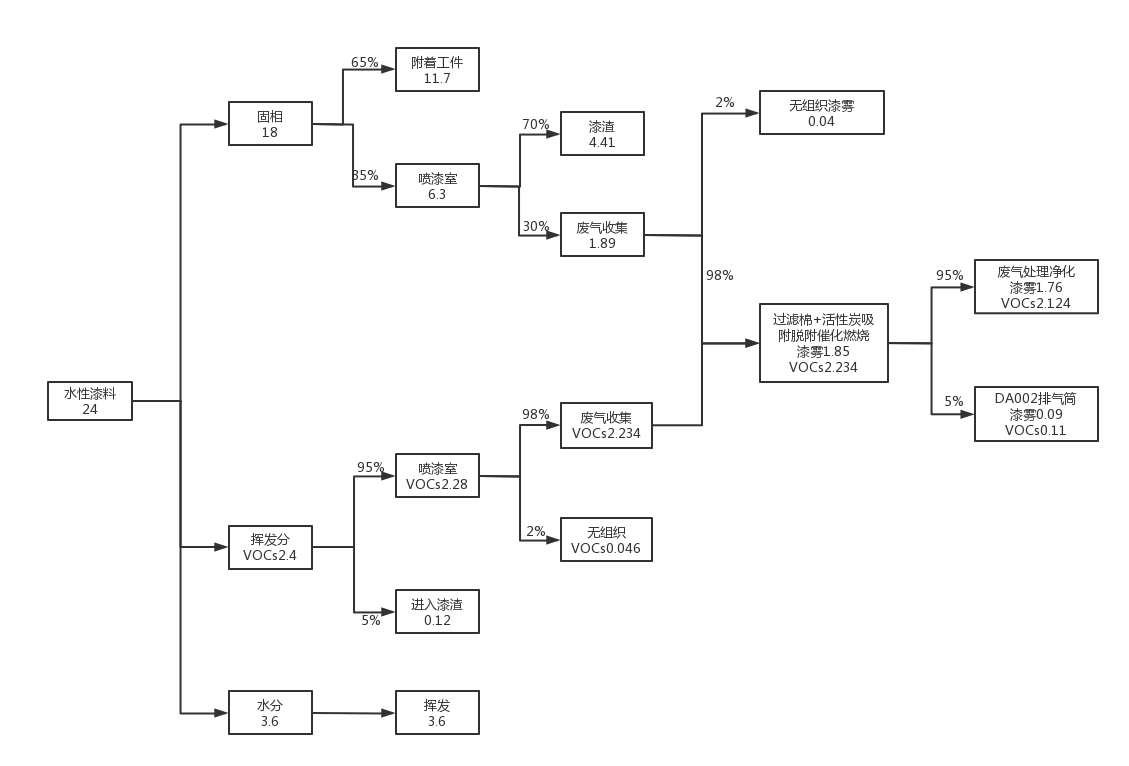 65%
附着工件
11.7
固相
18
35%
喷漆室
6.3
70%
漆渣
4.41
30%
废气收集
1.89
2%
无组织漆雾
0.04
98%
过滤棉+活性炭吸
附脱附催化燃烧
漆雾1.85
VOCs2.234
95%
废气处理净化
漆雾1.76
VOCs2.124
5%
DA002排气筒
漆雾0.09
VOCs0.11
水性漆料
24
挥发分
VOCs2.4
95%
喷漆室
VOCs2.28
98%
废气收集
VOCs2.234
2%
无组织
VOCs0.046
进入漆渣
0.12
5%
水分
3.6
挥发
3.6